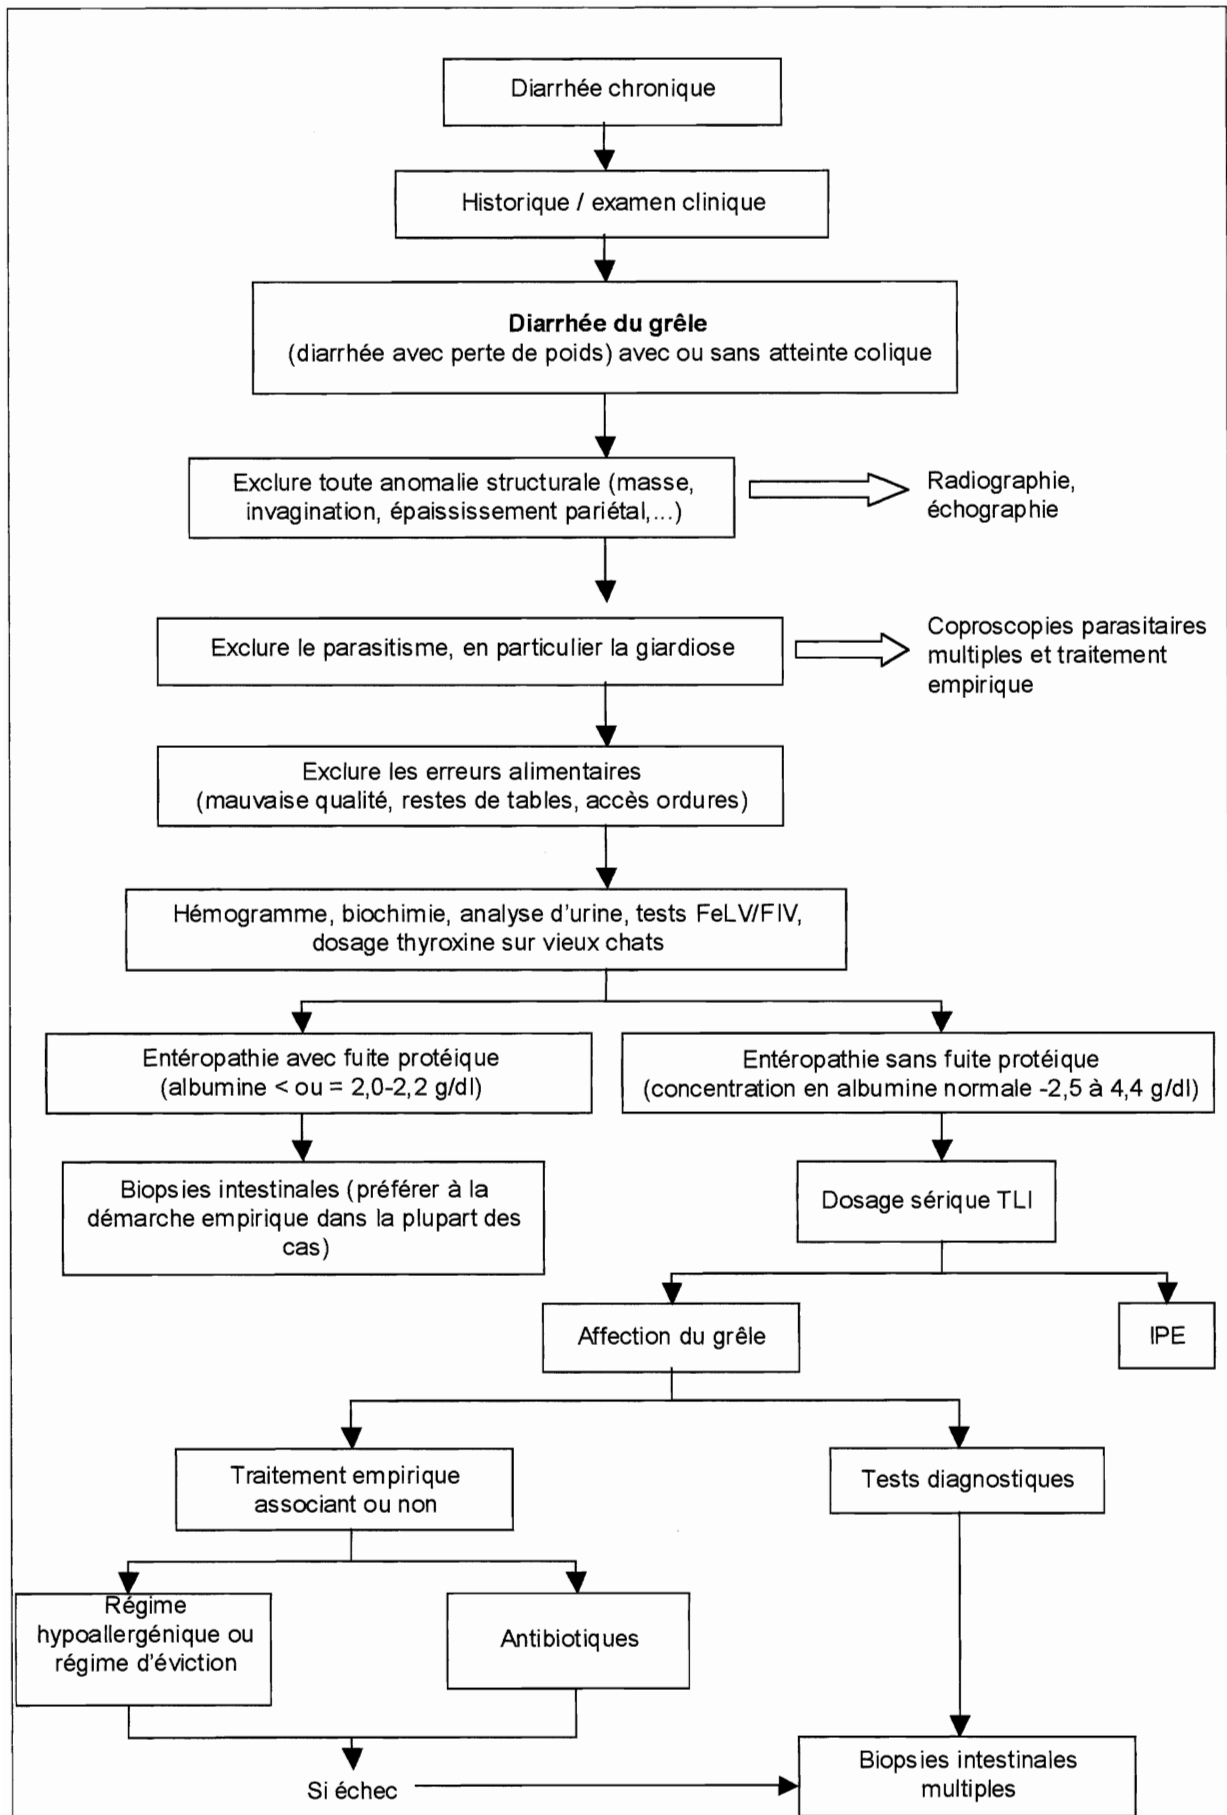 Diarrhée chronique
Historique / examen clinique
Diarrhée du grêle
(diarrhée avec perte de poids) avec ou sans atteinte colique
Exclure toute anomalie structurale (masse,
invagination, épaississement pariétal,...)
Radiographie,
échographie
Exclure le parasitisme, en particulier la giardiose
Coproscopies parasitaires
multiples et traitement
empirique
Exclure les erreurs alimentaires
(mauvaise qualité, restes de tables, accès ordures)
Hémogramme, biochimie, analyse d'urine, tests FeLV/FIV,
dosage thyroxine sur vieux chats
Entéropathie avec fuite protéique
(albumine < ou = 2,0-2,2 g/dl)
Entéropathie sans fuite protéique
(concentration en albumine normale -2,5 à 4,4 g/dl)
Biopsies intestinales (préférer à la
démarche empirique dans la plupart des
cas)
Dosage sérique TLI
Affection du grêle
IPE
Traitement empirique
associant ou non
Tests diagnostiques
Régime
hypoallergénique ou
régime d'éviction
Antibiotiques
Si échec
Biopsies intestinales
multiples